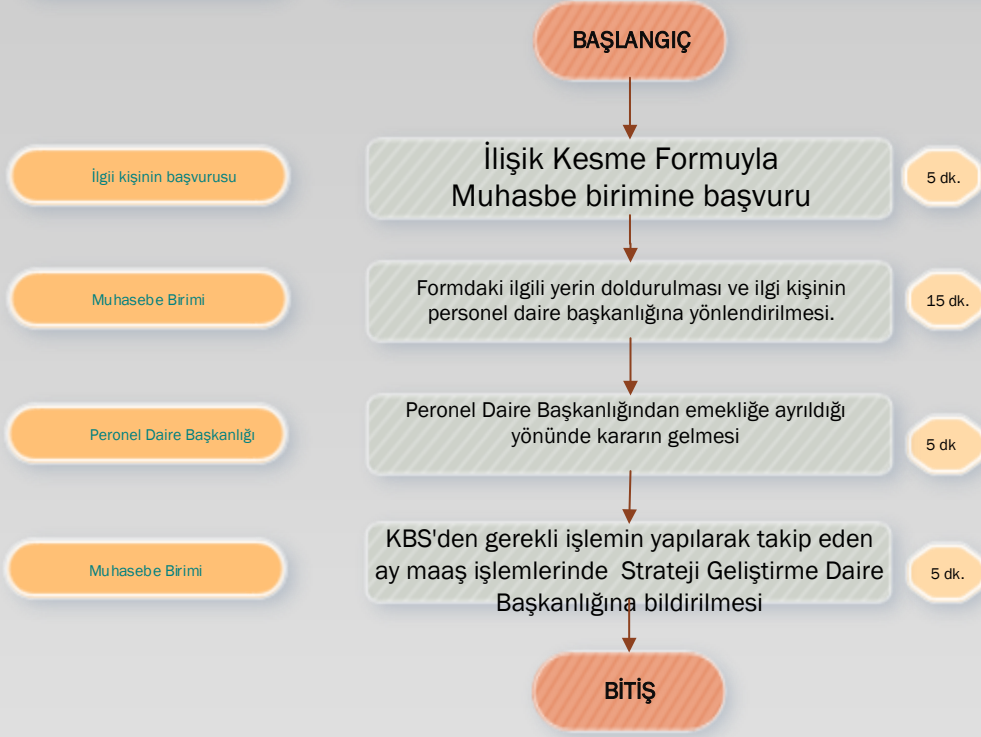 BAŞLANGIÇ
İlgii kişinin başvurusu
İlişik Kesme Formuyla
Muhasbe birimine başvuru
5 dk.
Muhasebe Birimi
Formdaki ilgili yerin doldurulması ve ilgi kişinin
personel daire başkanlığına yönlendirilmesi.
15 dk.
Peronel Daire Başkanlığı
Peronel Daire Başkanlığından emekliğe ayrıldığı
yönünde kararın gelmesi
5 dk
Muhasebe Birimi
KBS'den gerekli işlemin yapılarak takip eden
ay maaş işlemlerinde Strateji Geliştirme Daire
Başkanlığına bildirilmesi
5 dk.
BİTİŞ